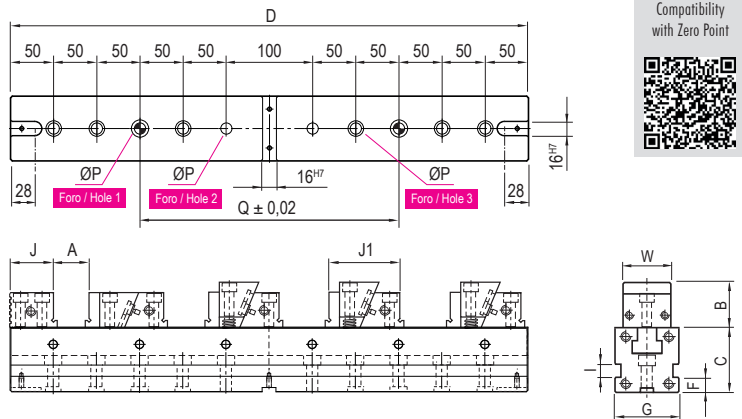 D
50 50 50 50 50 100 50 50 50 50 50
Compatibility
with Zero Point
16H7
28
ØP
ØP
16H7
ØP
28
Foro / Hole 1
Foro / Hole 2
Foro / Hole 3
Q ± 0,02
J A J1
W
B
C
I
F
G